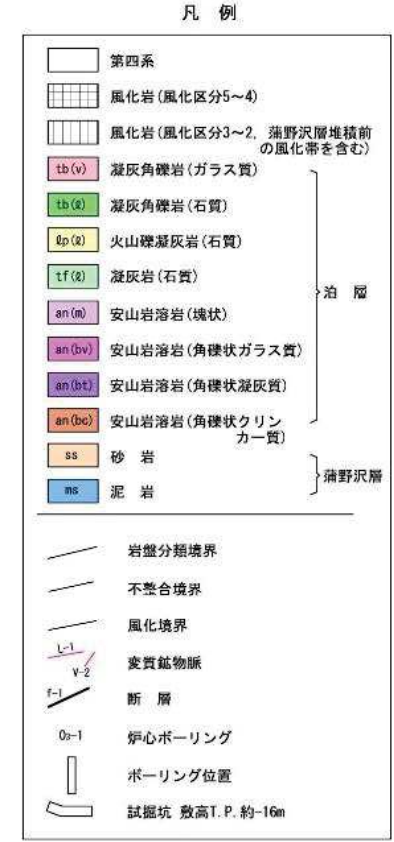 凡 例
第四系
風化岩(風化区分5～4)
風化岩(風化区分3～2, 蒲野沢層堆積前
の風化帯を含む)
tb(v) 凝灰角礫岩(ガラス質)
tb(ℓ) 凝灰角礫岩(石質)
ℓp(ℓ) 火山礫凝灰岩(石質)
tf(ℓ) 凝灰岩(石質)
泊 層
an(m) 安山岩溶岩(塊状)
an(bv) 安山岩溶岩(角礫状ガラス質)
an(bt) 安山岩溶岩(角礫状凝灰質)
an(bc) 安山岩溶岩(角礫状クリン
カー質)
ss 砂 岩
蒲野沢層
ms 泥 岩
岩盤分類境界
不整合境界
風化境界
L-1
変質鉱物脈
V-2
f-1 断 層
O3-1 炉心ボーリング
ボーリング位置
試掘坑 敷高T.P.約-16m